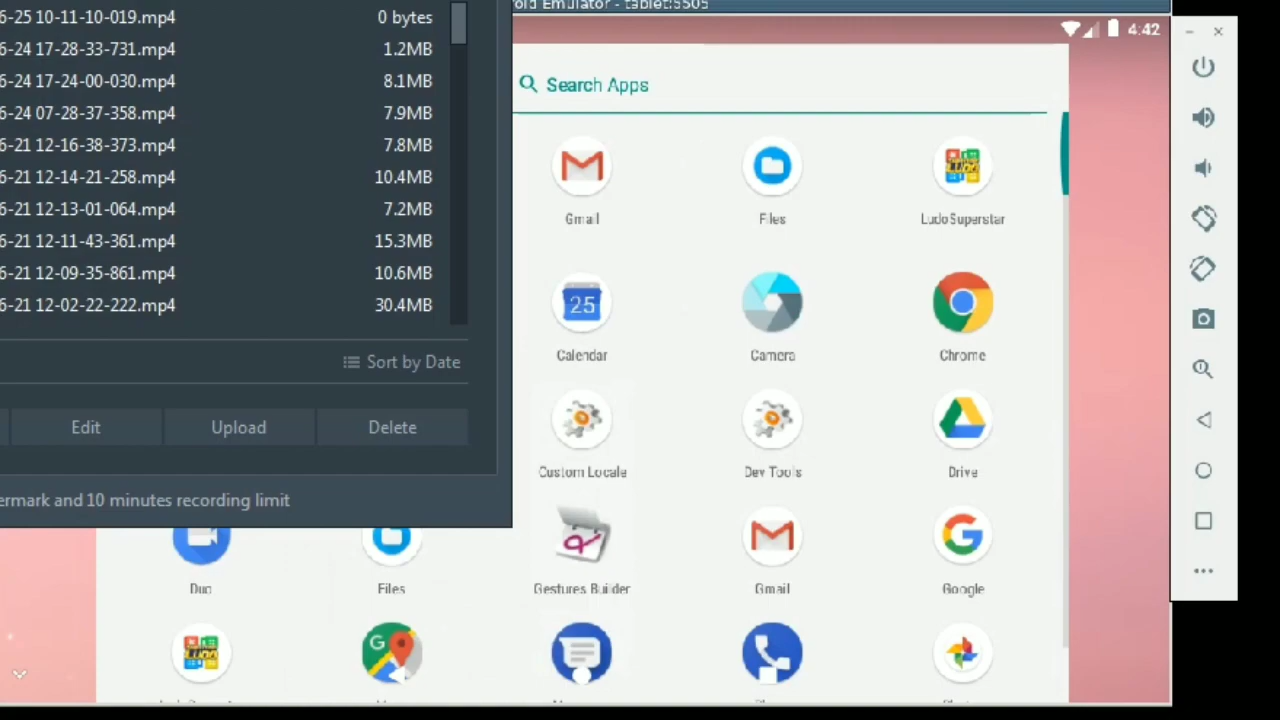 6-25 10-11-10-019.mp4 0 bytes
6-24 17-28-33-731.mp4 1.2MB
6-24 17-24-00-030.mp4 8.1MB
6-24 07-28-37-358.mp4 7.9MB
6-21 12-16-38-373.mp4 7.8MB
6-21 12-14-21-258.mp4 10.4MB
6-21 12-13-01-064.mp4 7.2MB
6-21 12-11-43-361.mp4 15.3MB
6-21 12-09-35-861.mp4 10.6MB
6-21 12-02-22-222.mp4 30.4MB
Sort by Date
Edit Upload Delete
ermark and 10 minutes recording limit
oid Emulator - tablet:5505
4:42
Search Apps
Gmail Files LudoSuperstar
25
Calendar Camera Chrome
Custom Locale Dev Tools Drive
Duo Files Gestures Builder Gmail Google